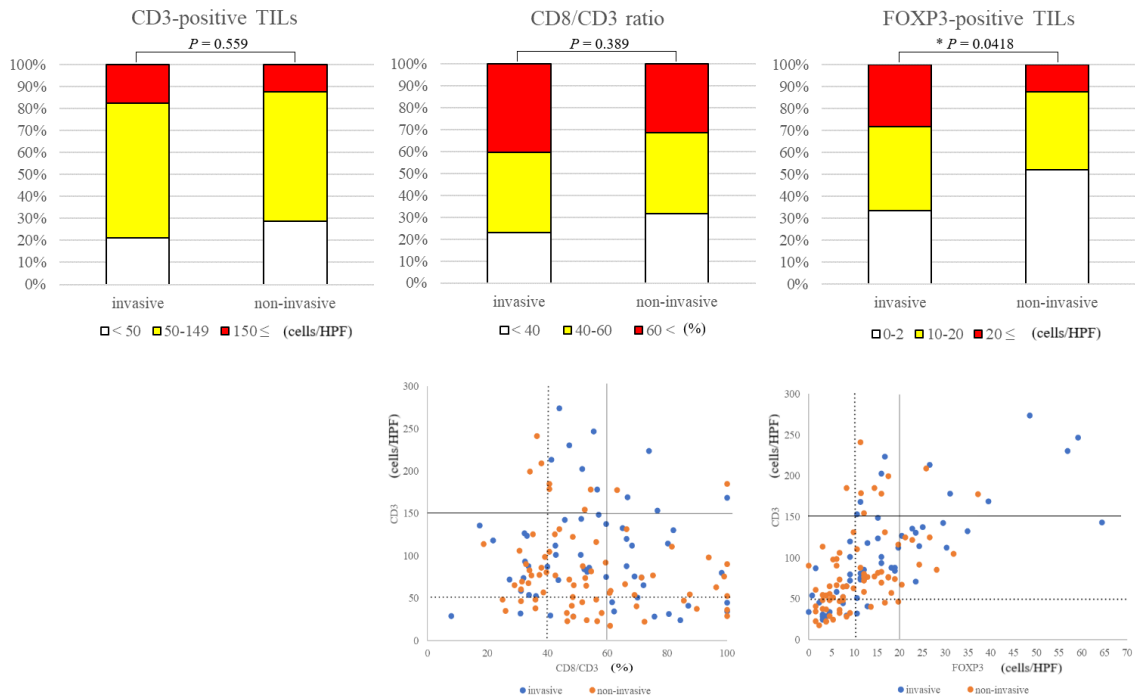 CD3-positive TILs
P = 0.559
100%
90%
80%
70%
60%
50%
40%
30%
20%
10%
0%
invasive non-invasive
< 50 50-149 150 ≤ (cells/HPF)
CD8/CD3 ratio
P = 0.389
100%
90%
80%
70%
60%
50%
40%
30%
20%
10%
0%
invasive non-invasive
< 40 40-60 60 < (%)
FOXP3-positive TILs
* P = 0.0418
100%
90%
80%
70%
60%
50%
40%
30%
20%
10%
0%
invasive non-invasive
0-2 10-20 20 ≤ (cells/HPF)
300
250
200
150
100
50
0
CD3 (cells/HPF)
0 20 40 60 80 100
CD8/CD3 (%)
invasive non-invasive
300
250
200
150
100
50
0
CD3 (cells/HPF)
0 5 10 15 20 25 30 35 40 45 50 55 60 65 70
FOXP3 (cells/HPF)
invasive non-invasive